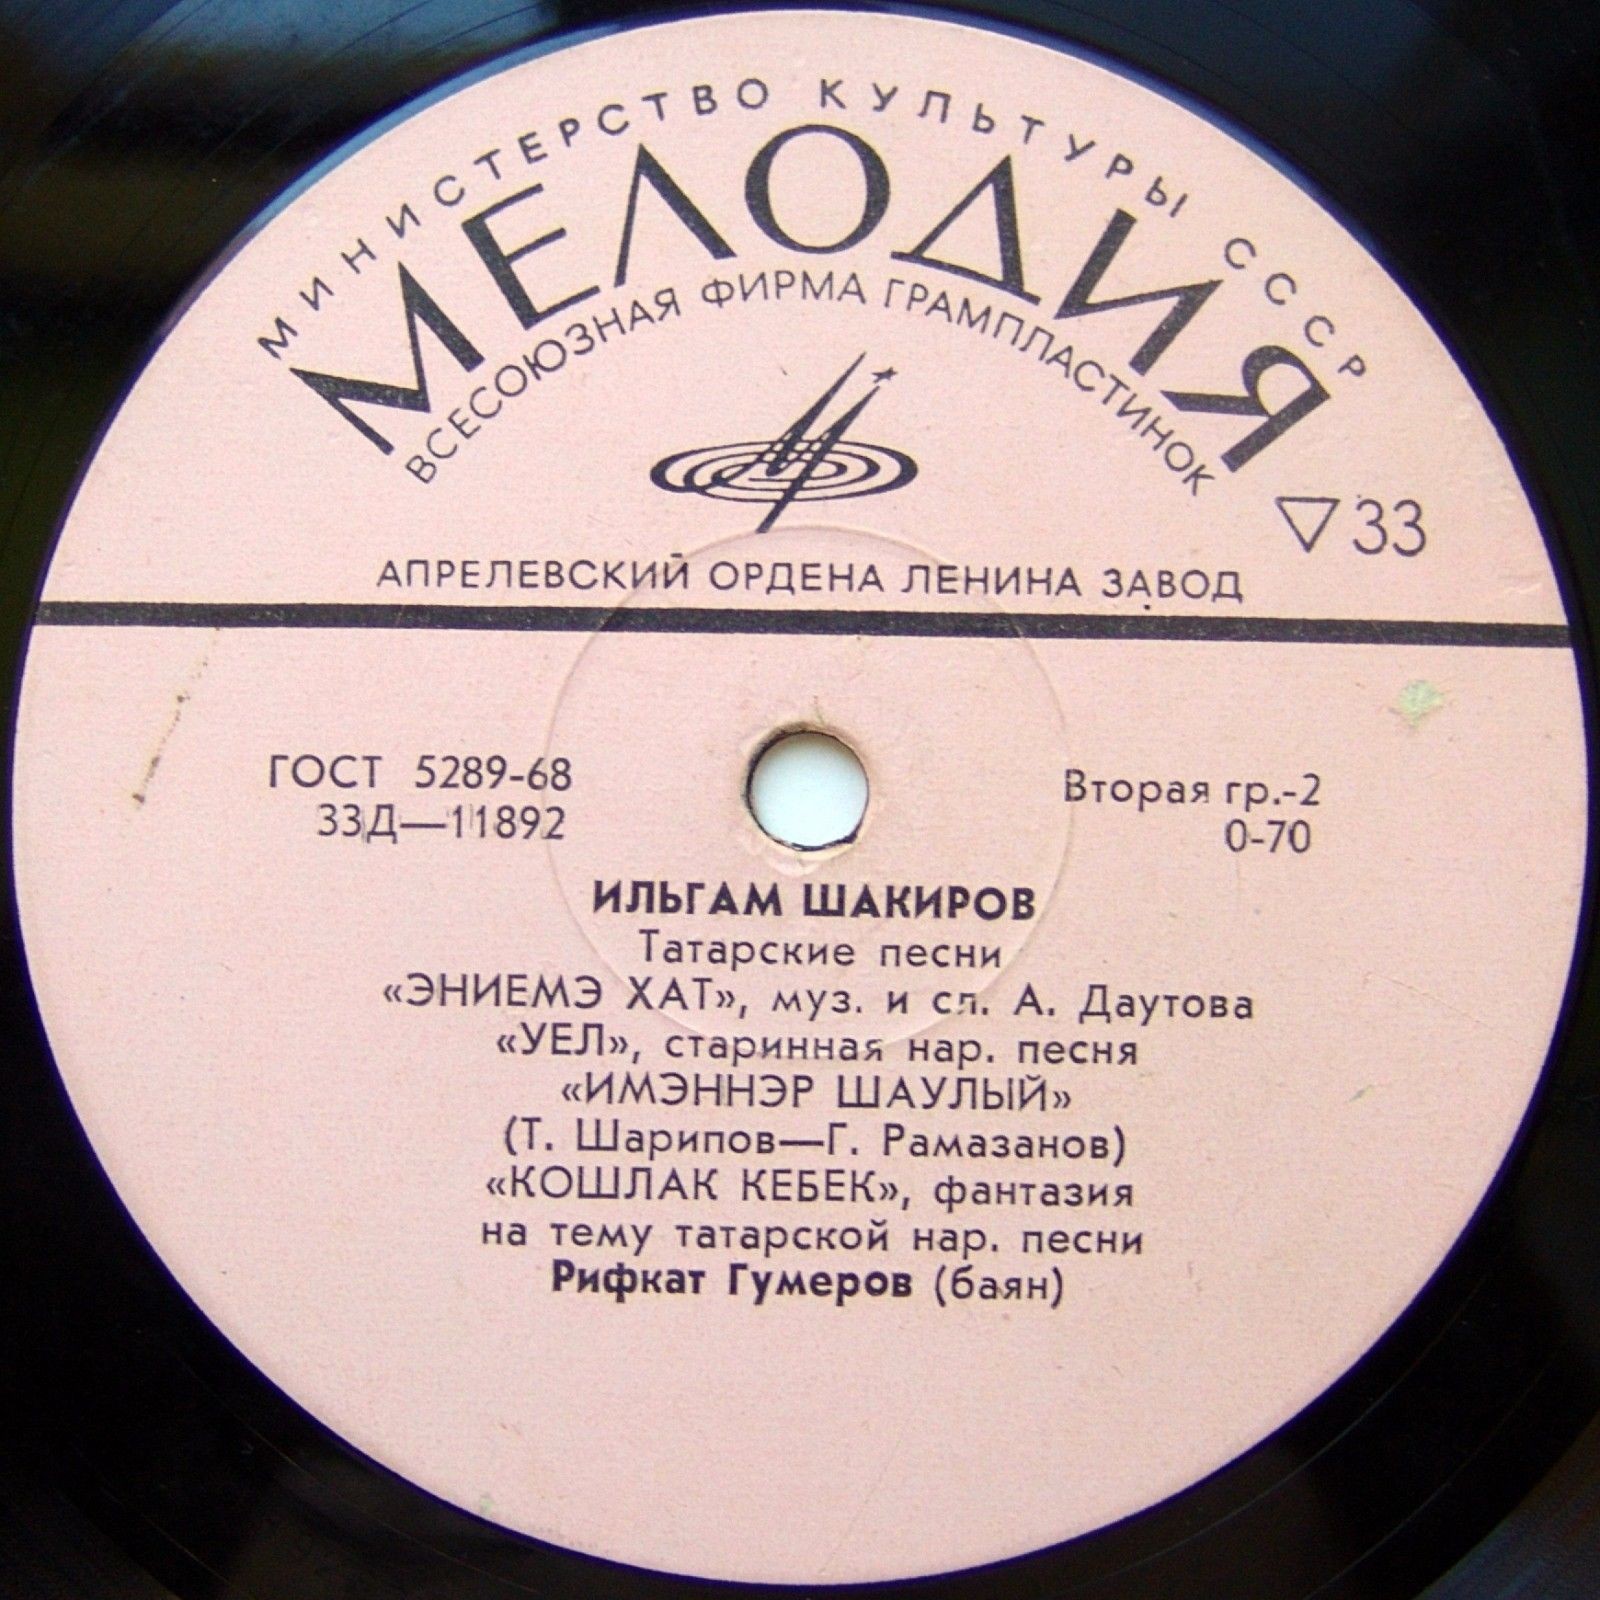 МИНИСТЕРСТВО КУЛЬТУРЫ СССР
МЕЛОДИЯ
ВСЕСОЮЗНАЯ ФИРМА ГРАМПЛАСТИНОК
▽33
АПРЕЛЕВСКИЙ ОРДЕНА ЛЕНИНА ЗАВОД
ГОСТ 5289-68
33Д—11892
Вторая гр.-2
0-70
ИЛЬГАМ ШАКИРОВ
Татарские песни
«ЭНИЕМЭ ХАТ», муз. и сл. А. Даутова
«УЕЛ», старинная нар. песня
«ИМЭННЭР ШАУЛЫЙ»
(Т. Шарипов—Г. Рамазанов)
«КОШЛАК КЕБЕК», фантазия
на тему татарской нар. песни
Рифкат Гумеров (баян)